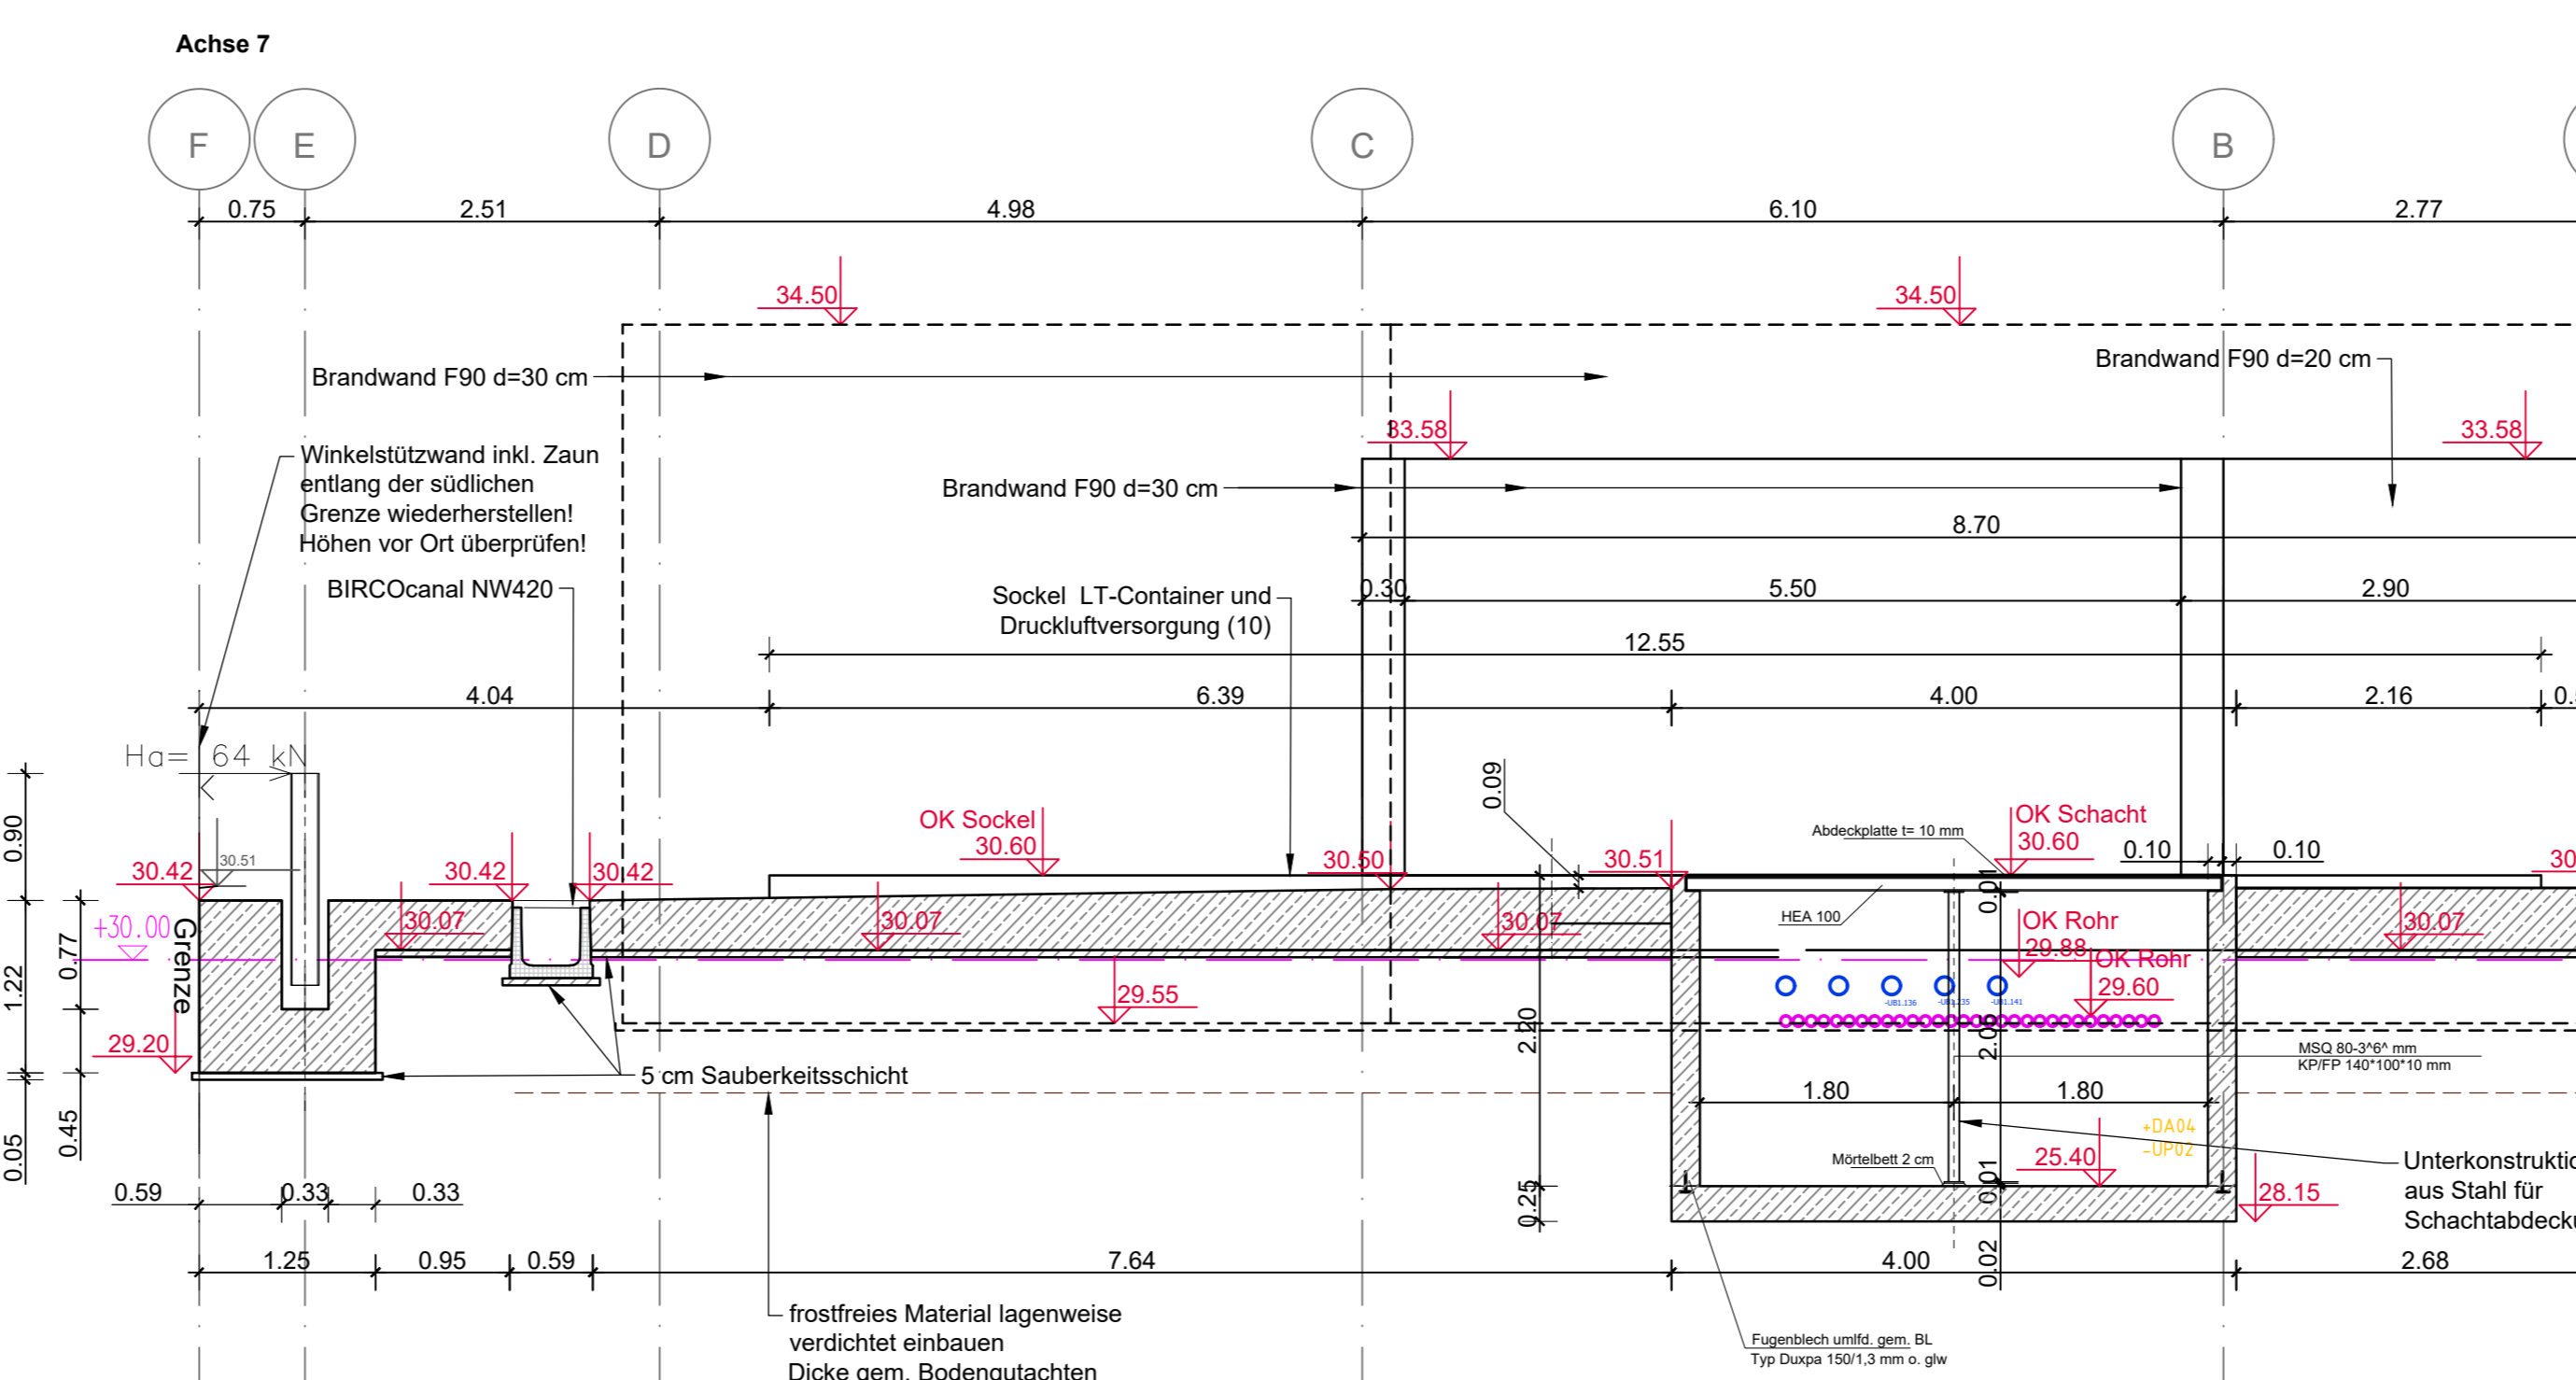 Achse 7
F
E
D
C
B
0.75
2.51
4.98
6.10
2.77
34.50
34.50
Brandwand F90 d=30 cm
Brandwand F90 d=20 cm
33.58
33.58
Winkelstützwand inkl. Zaun
entlang der südlichen
Grenze wiederherstellen!
Höhen vor Ort überprüfen!
Brandwand F90 d=30 cm
8.70
BIRCOcanal NW420
Sockel LT-Container und
Druckluftversorgung (10)
0.30
5.50
2.90
12.55
4.04
6.39
4.00
2.16
Ha= 64 kN
0.09
0.90
OK Sockel
30.60
OK Schacht
30.60
Abdeckplatte t= 10 mm
0.10
0.10
30.42
30.51
30.42
30.42
30.50
30.51
0.01
HEA 100
+30.00
Grenze
30.07
30.07
30.07
30.07
OK Rohr
29.88
OK Rohr
29.60
0.77
1.22
29.55
-UB1.136
-UB1.235
-UB1.141
2.20
2.06
29.20
5 cm Sauberkeitsschicht
MSQ 80-3^6^ mm
KP/FP 140*100*10 mm
1.80
1.80
0.45
0.05
+DA04
-UP02
Mörtelbett 2 cm
25.40
0.01
Unterkonstruktio
aus Stahl für
Schachtabdeck
0.59
0.33
0.33
0.25
28.15
1.25
0.95
0.59
7.64
4.00
0.02
2.68
frostfreies Material lagenweise
verdichtet einbauen
Dicke gem. Bodengutachten
Fugenblech umlfd. gem. BL
Typ Duxpa 150/1,3 mm o. glw